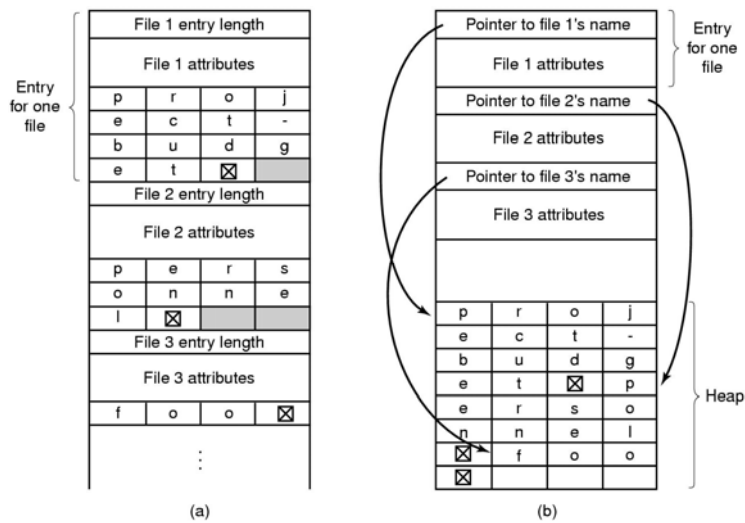 File 1 entry length
File 1 attributes
Entry
for one
file
p r o j
e c t -
b u d g
e t
File 2 entry length
File 2 attributes
p e r s
o n n e
l
File 3 entry length
File 3 attributes
f o o
⋮
(a)
Pointer to file 1's name
File 1 attributes
Entry
for one
file
Pointer to file 2's name
File 2 attributes
Pointer to file 3's name
File 3 attributes
p r o j
e c t -
b u d g
e t p
e r s o
n n e l
f o o
Heap
(b)